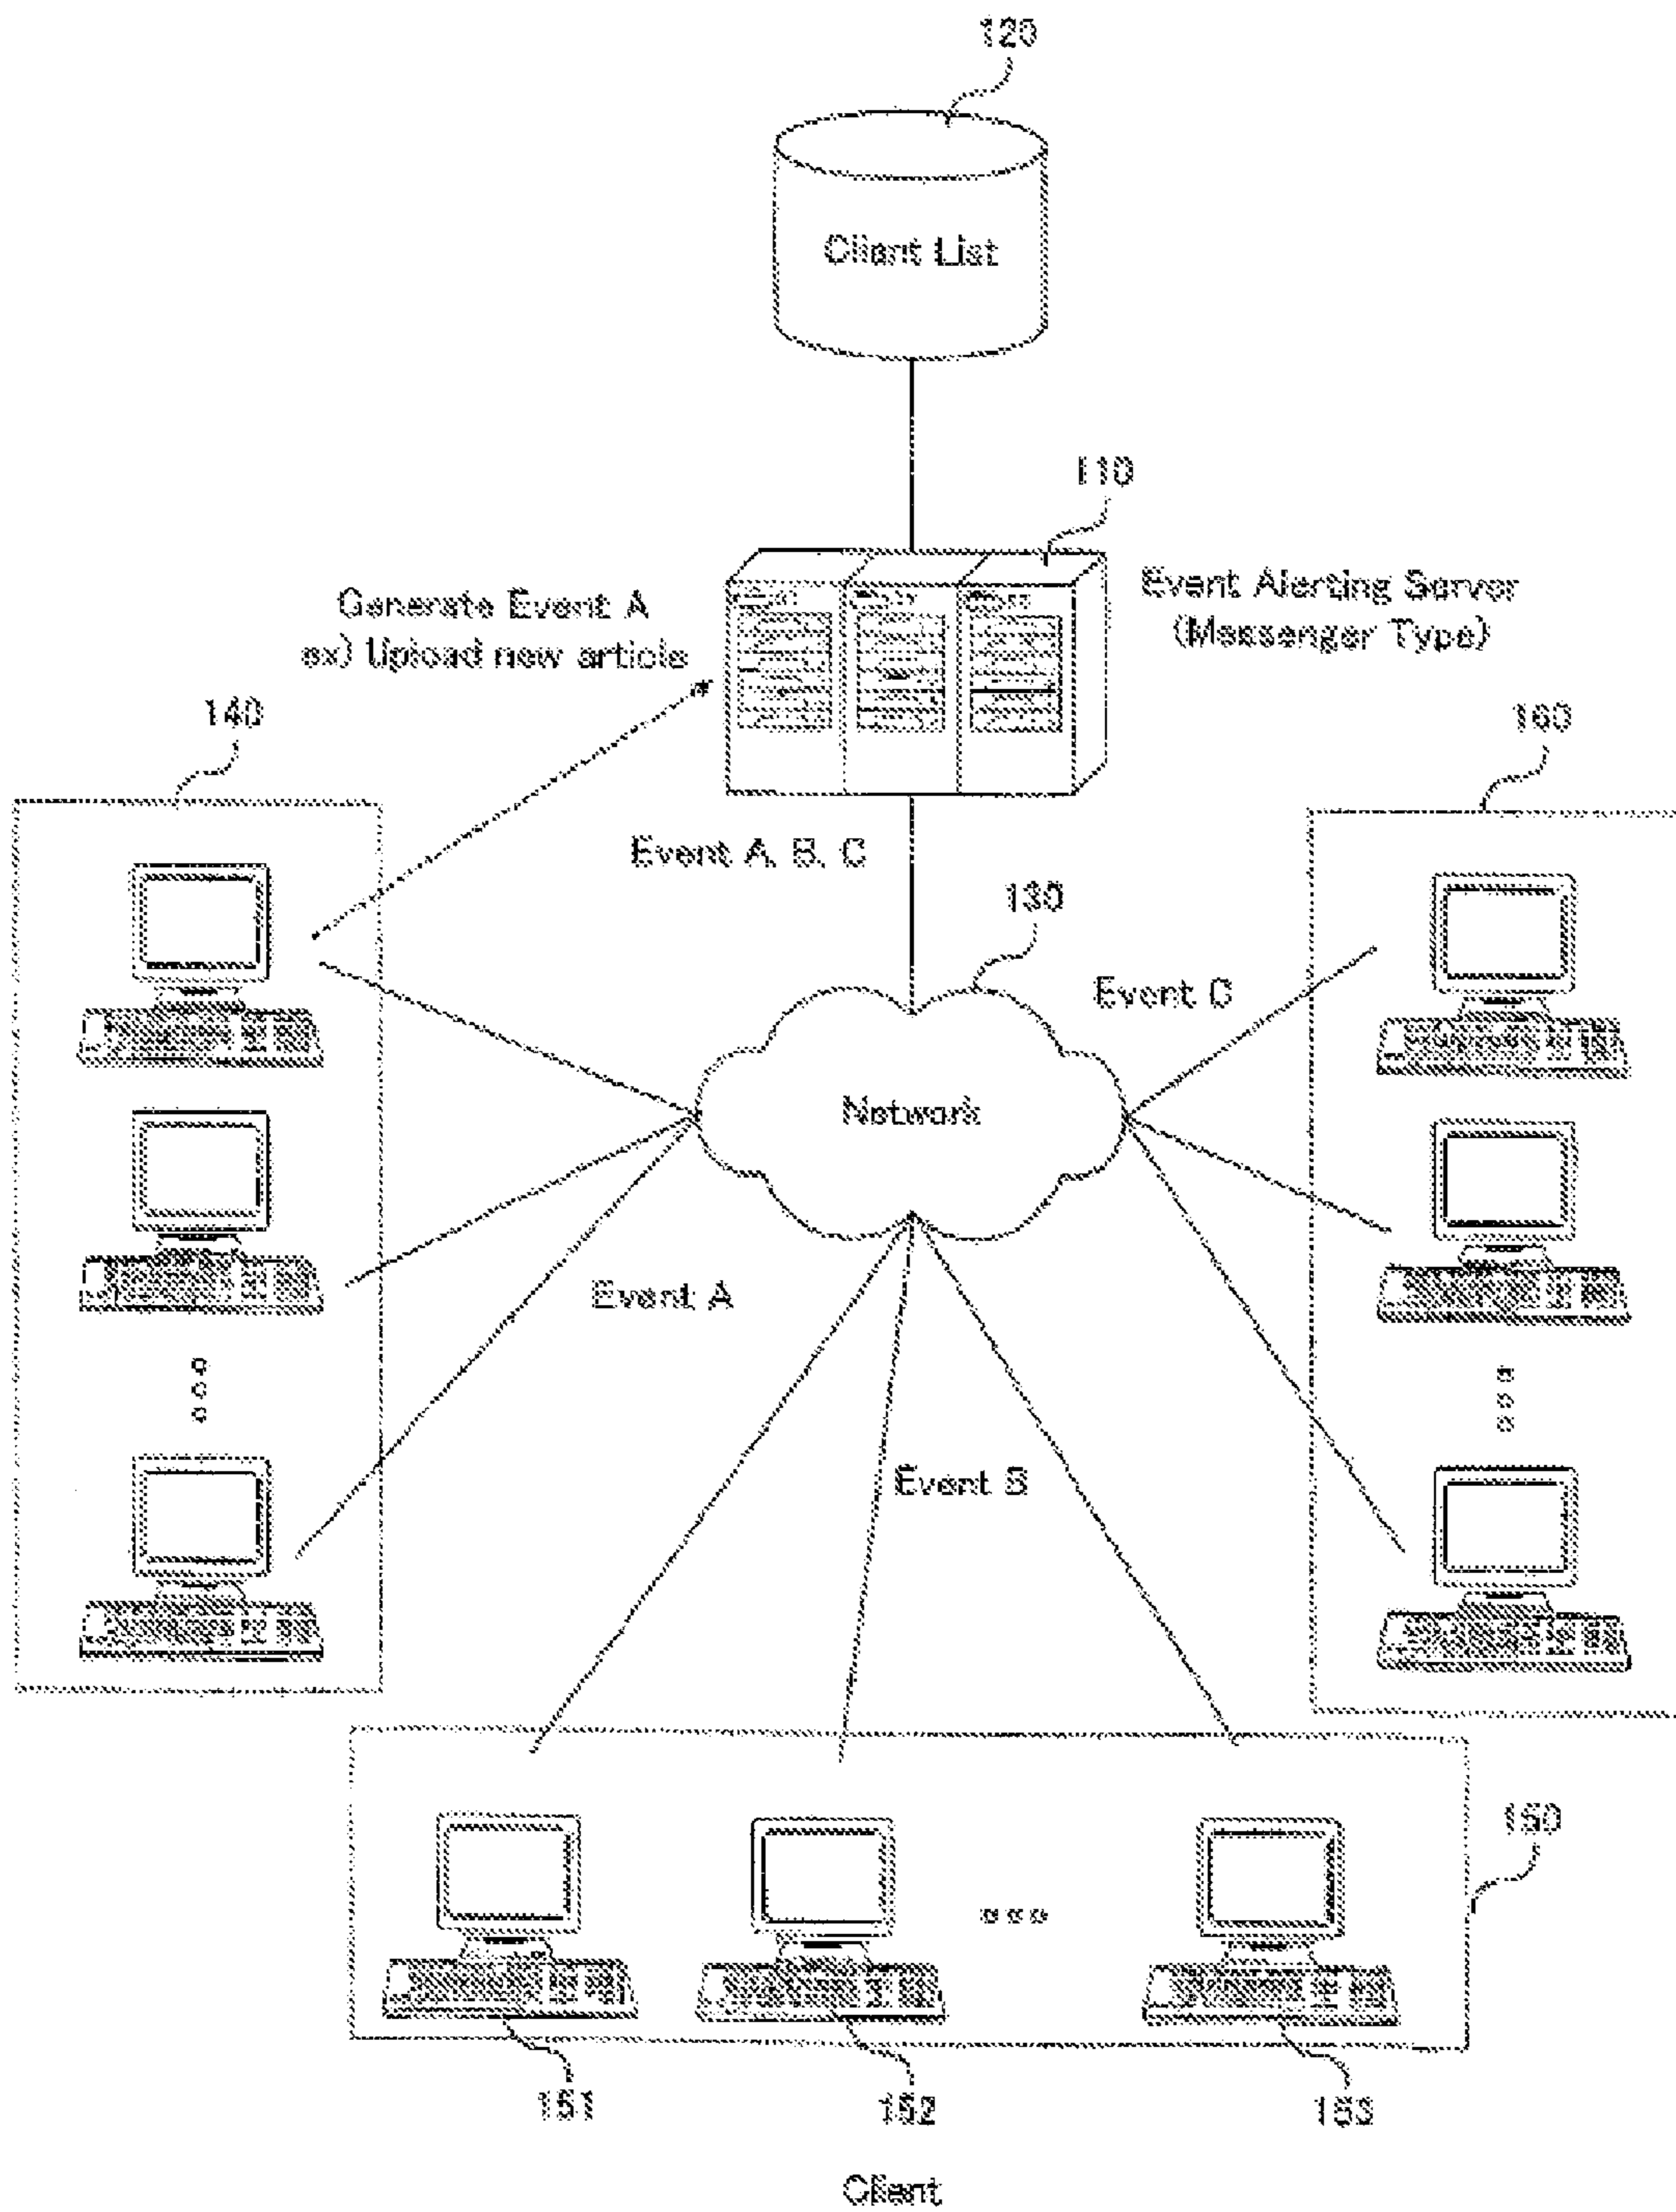 120
Client List
110
Event Alerting Server
(Messenger Type)
Generate Event A
ex) Upload new article
140
160
Event A, B, C
130
Event C
Network
Event A
Event B
150
151
152
153
Client